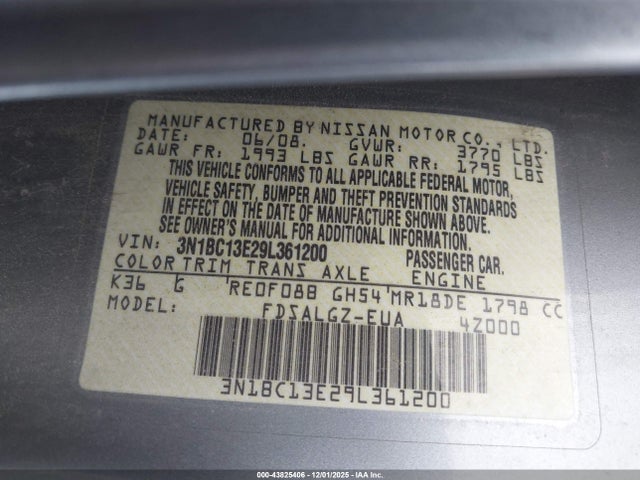 MANUFACTURED BY NISSAN MOTOR CO., LTD.
DATE: 06/08. GVWR: 3770 LBS
GAWR FR: 1993 LBS GAWR RR: 1795 LBS
THIS VEHICLE CONFORMS TO ALL APPLICABLE FEDERAL MOTOR
VEHICLE SAFETY, BUMPER AND THEFT PREVENTION STANDARDS
IN EFFECT ON THE DATE OF MANUFACTURE SHOWN ABOVE.
SEE OWNER'S MANUAL FOR ADDITIONAL INFORMATION
VIN: 3N1BC13E29L361200 PASSENGER CAR.
COLOR TRIM TRANS AXLE ENGINE
K36 G RE0F08B GH54 MR18DE 1798 CC
MODEL: FDSALGZ-EUA 4Z000
3N1BC13E29L361200
000-43825406 | 12/01/2025 - IAA Inc.